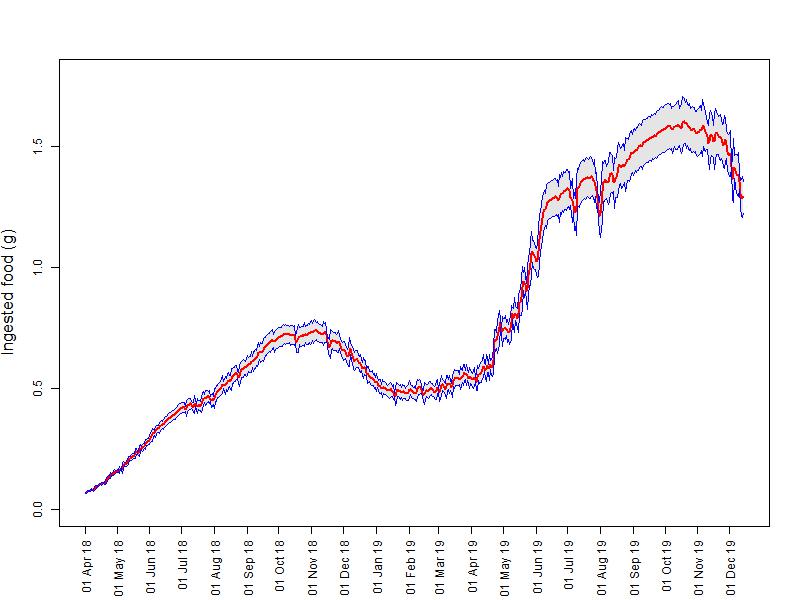 Ingested food (g)
1.5
1.0
0.5
0.0
01 Apr 18
01 May 18
01 Jun 18
01 Jul 18
01 Aug 18
01 Sep 18
01 Oct 18
01 Nov 18
01 Dec 18
01 Jan 19
01 Feb 19
01 Mar 19
01 Apr 19
01 May 19
01 Jun 19
01 Jul 19
01 Aug 19
01 Sep 19
01 Oct 19
01 Nov 19
01 Dec 19